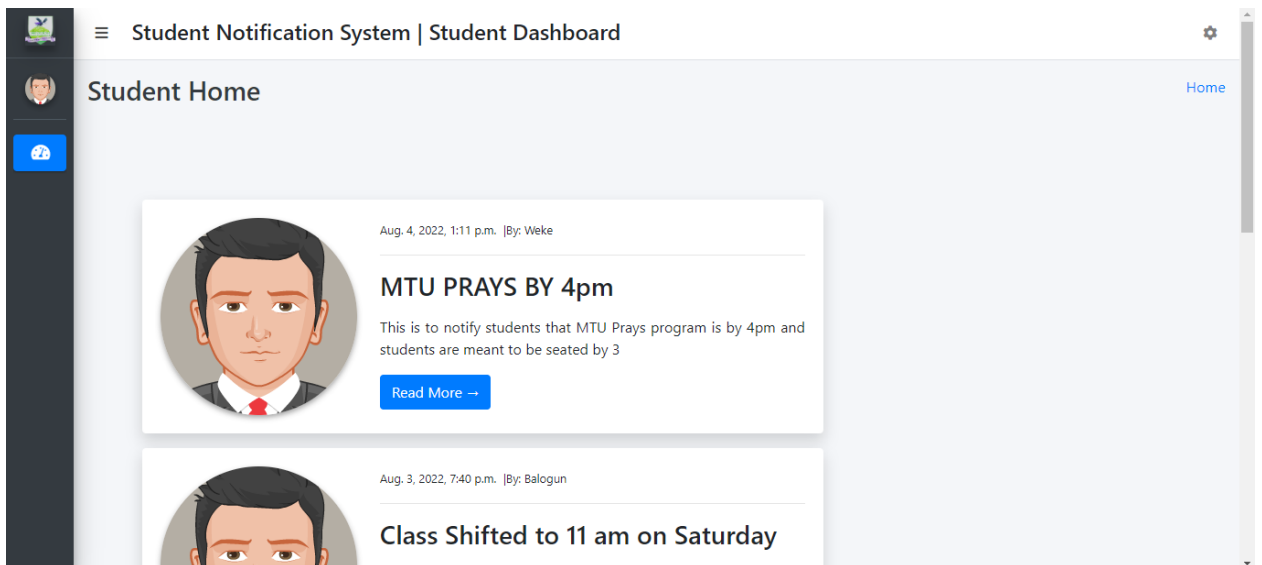 Student Notification System | Student Dashboard
Student Home
Home
Aug. 4, 2022, 1:11 p.m. |By: Weke
MTU PRAYS BY 4pm
This is to notify students that MTU Prays program is by 4pm and
students are meant to be seated by 3
Read More →
Aug. 3, 2022, 7:40 p.m. |By: Balogun
Class Shifted to 11 am on Saturday